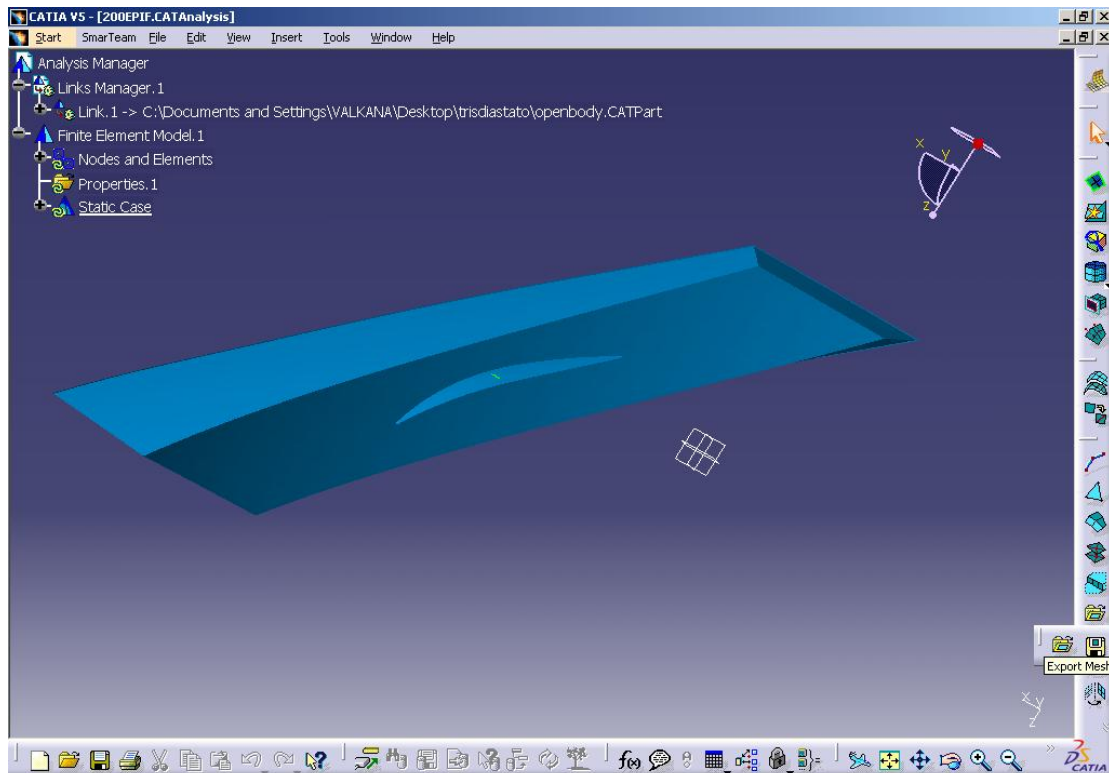 CATIA V5 - [200EPIF.CATAnalysis]
Start SmarTeam File Edit View Insert Tools Window Help
Analysis Manager
Links Manager.1
Link.1 -> C:\Documents and Settings\VALKANA\Desktop\trisdiastato\openbody.CATPart
Finite Element Model.1
Nodes and Elements
Properties.1
Static Case
x
y
z
Export Mesh
x y
z
f(x)
DS
CATIA